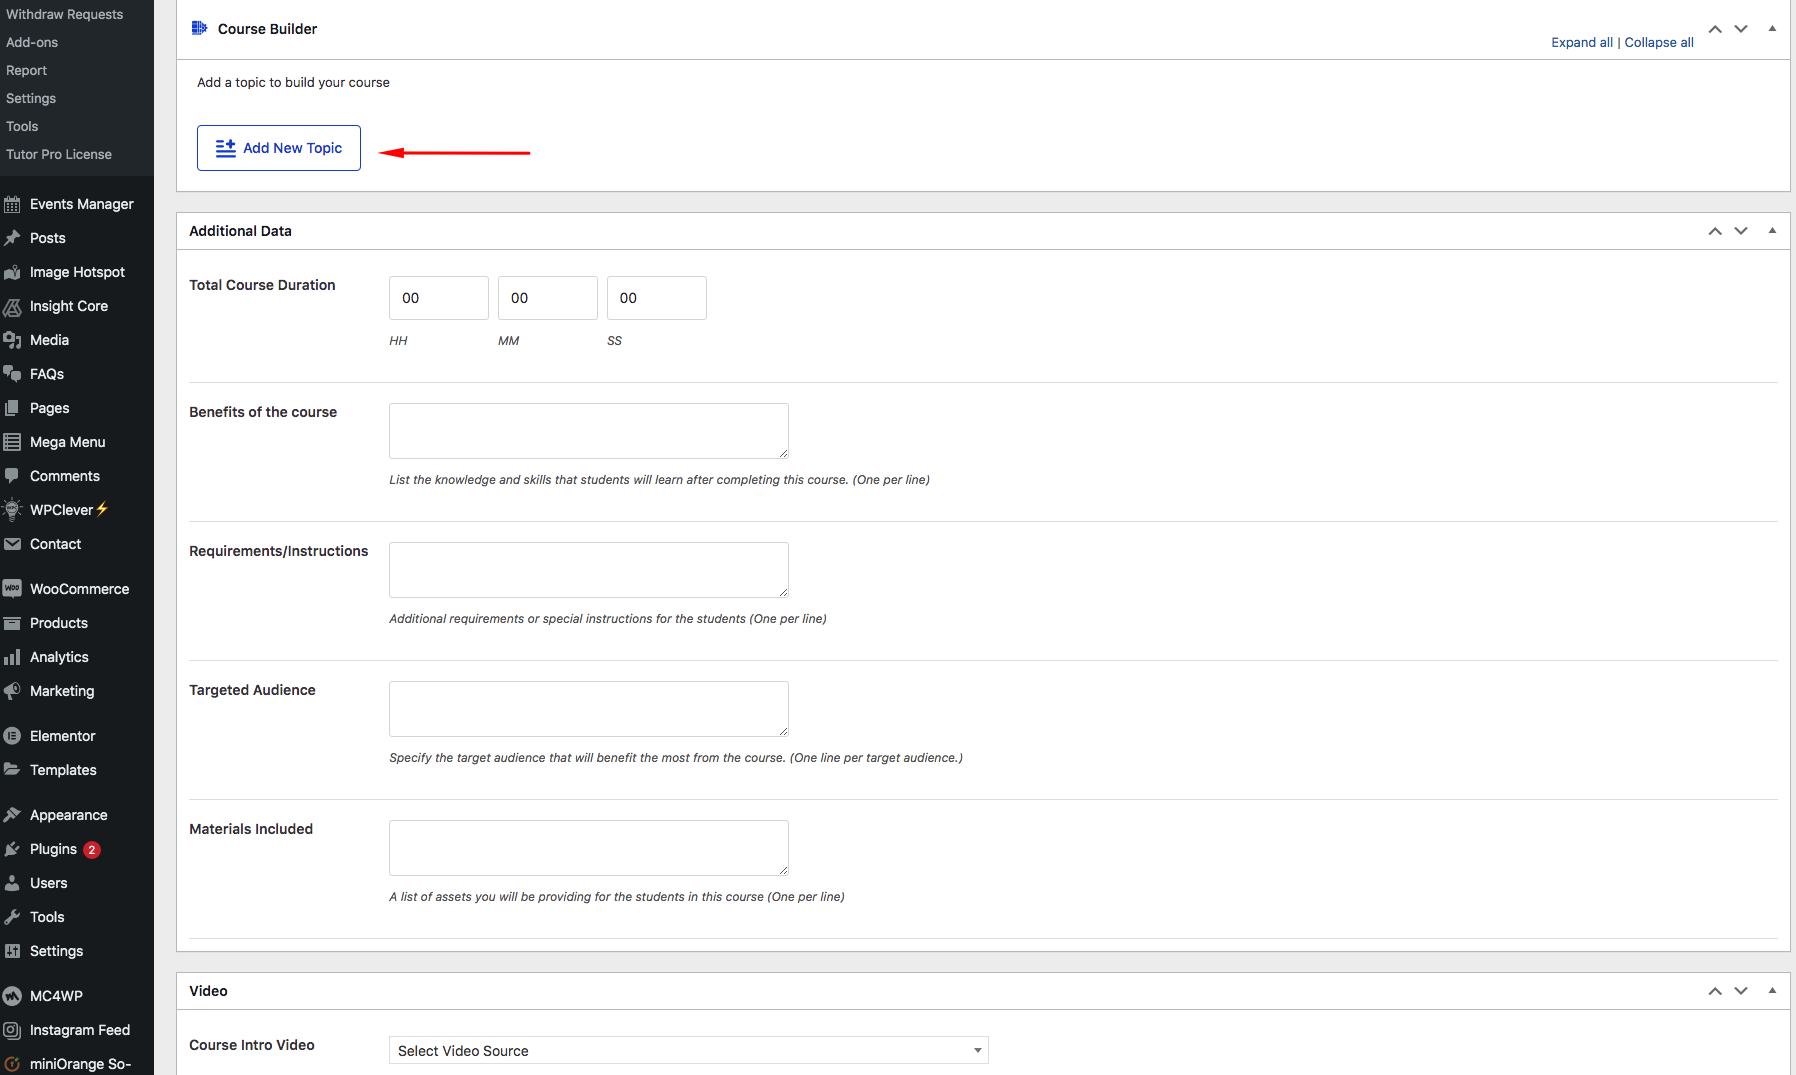 Withdraw Requests
Add-ons
Report
Settings
Tools
Tutor Pro License
Events Manager
Posts
Image Hotspot
Insight Core
Media
FAQs
Pages
Mega Menu
Comments
WPClever⚡
Contact
WooCommerce
Products
Analytics
Marketing
Elementor
Templates
Appearance
Plugins 2
Users
Tools
Settings
MC4WP
Instagram Feed
miniOrange So-
Course Builder
Expand all | Collapse all
Add a topic to build your course
Add New Topic
Additional Data
Total Course Duration
00 00 00
HH MM SS
Benefits of the course
List the knowledge and skills that students will learn after completing this course. (One per line)
Requirements/Instructions
Additional requirements or special instructions for the students (One per line)
Targeted Audience
Specify the target audience that will benefit the most from the course. (One line per target audience.)
Materials Included
A list of assets you will be providing for the students in this course (One per line)
Video
Course Intro Video
Select Video Source